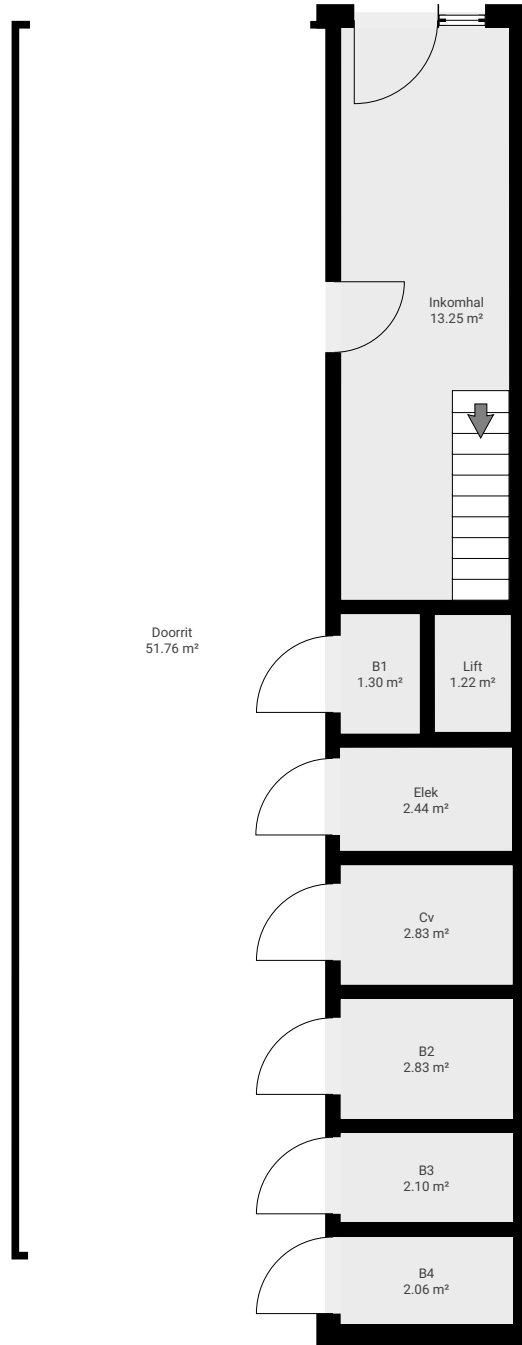 Inkomhal
13.25 m²
Doorrit
51.76 m²
B1
1.30 m²
Lift
1.22 m²
Elek
2.44 m²
Cv
2.83 m²
B2
2.83 m²
B3
2.10 m²
B4
2.06 m²